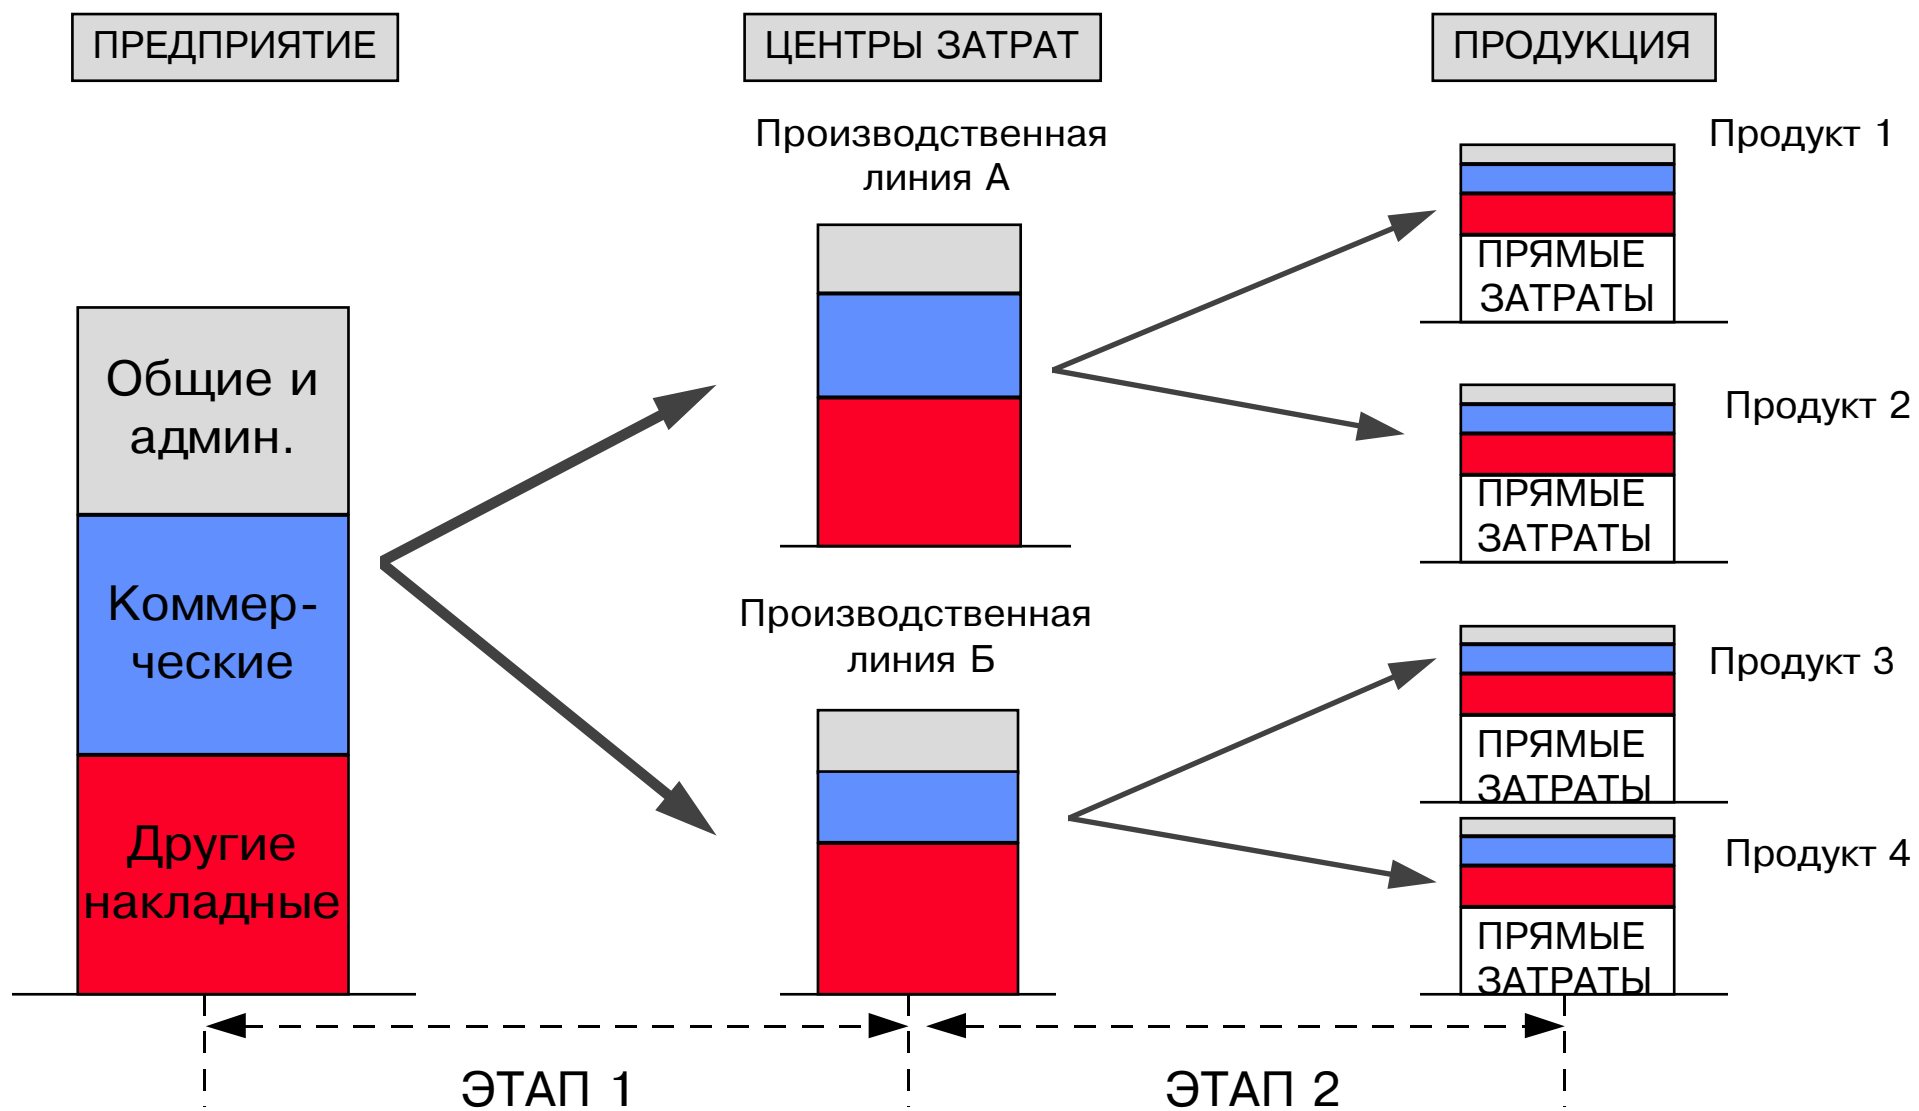 ПРЕДПРИЯТИЕ
ЦЕНТРЫ ЗАТРАТ
ПРОДУКЦИЯ
Производственная
линия А
Продукт 1
ПРЯМЫЕ
ЗАТРАТЫ
Общие и
админ.
Продукт 2
ПРЯМЫЕ
ЗАТРАТЫ
Коммер-
ческие
Производственная
линия Б
Продукт 3
ПРЯМЫЕ
ЗАТРАТЫ
Другие
накладные
Продукт 4
ПРЯМЫЕ
ЗАТРАТЫ
ЭТАП 1
ЭТАП 2